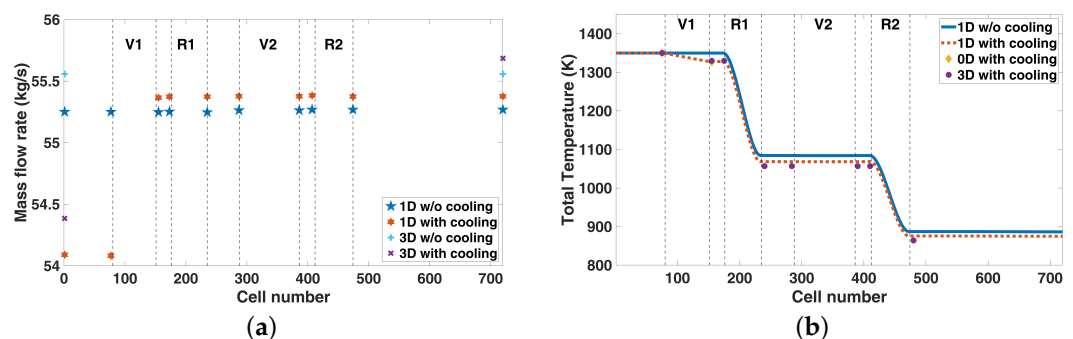 V1 R1 V2 R2
56
55.5
55
54.5
54
Mass flow rate (kg/s)
1D w/o cooling
1D with cooling
3D w/o cooling
3D with cooling
0 100 200 300 400 500 600 700
Cell number
(a)
V1 R1 V2 R2
1400
1300
1200
1100
1000
900
800
Total Temperature (K)
1D w/o cooling
1D with cooling
0D with cooling
3D with cooling
100 200 300 400 500 600 700
Cell number
(b)